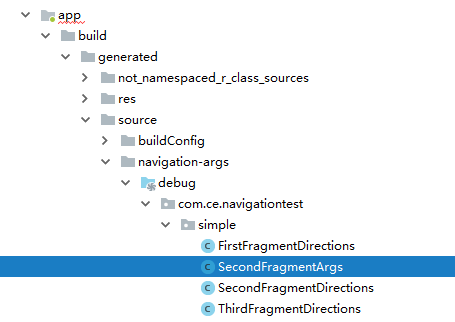 app
build
generated
not_namespaced_r_class_sources
res
source
buildConfig
navigation-args
debug
com.ce.navigationtest
simple
C FirstFragmentDirections
C SecondFragmentArgs
C SecondFragmentDirections
C ThirdFragmentDirections